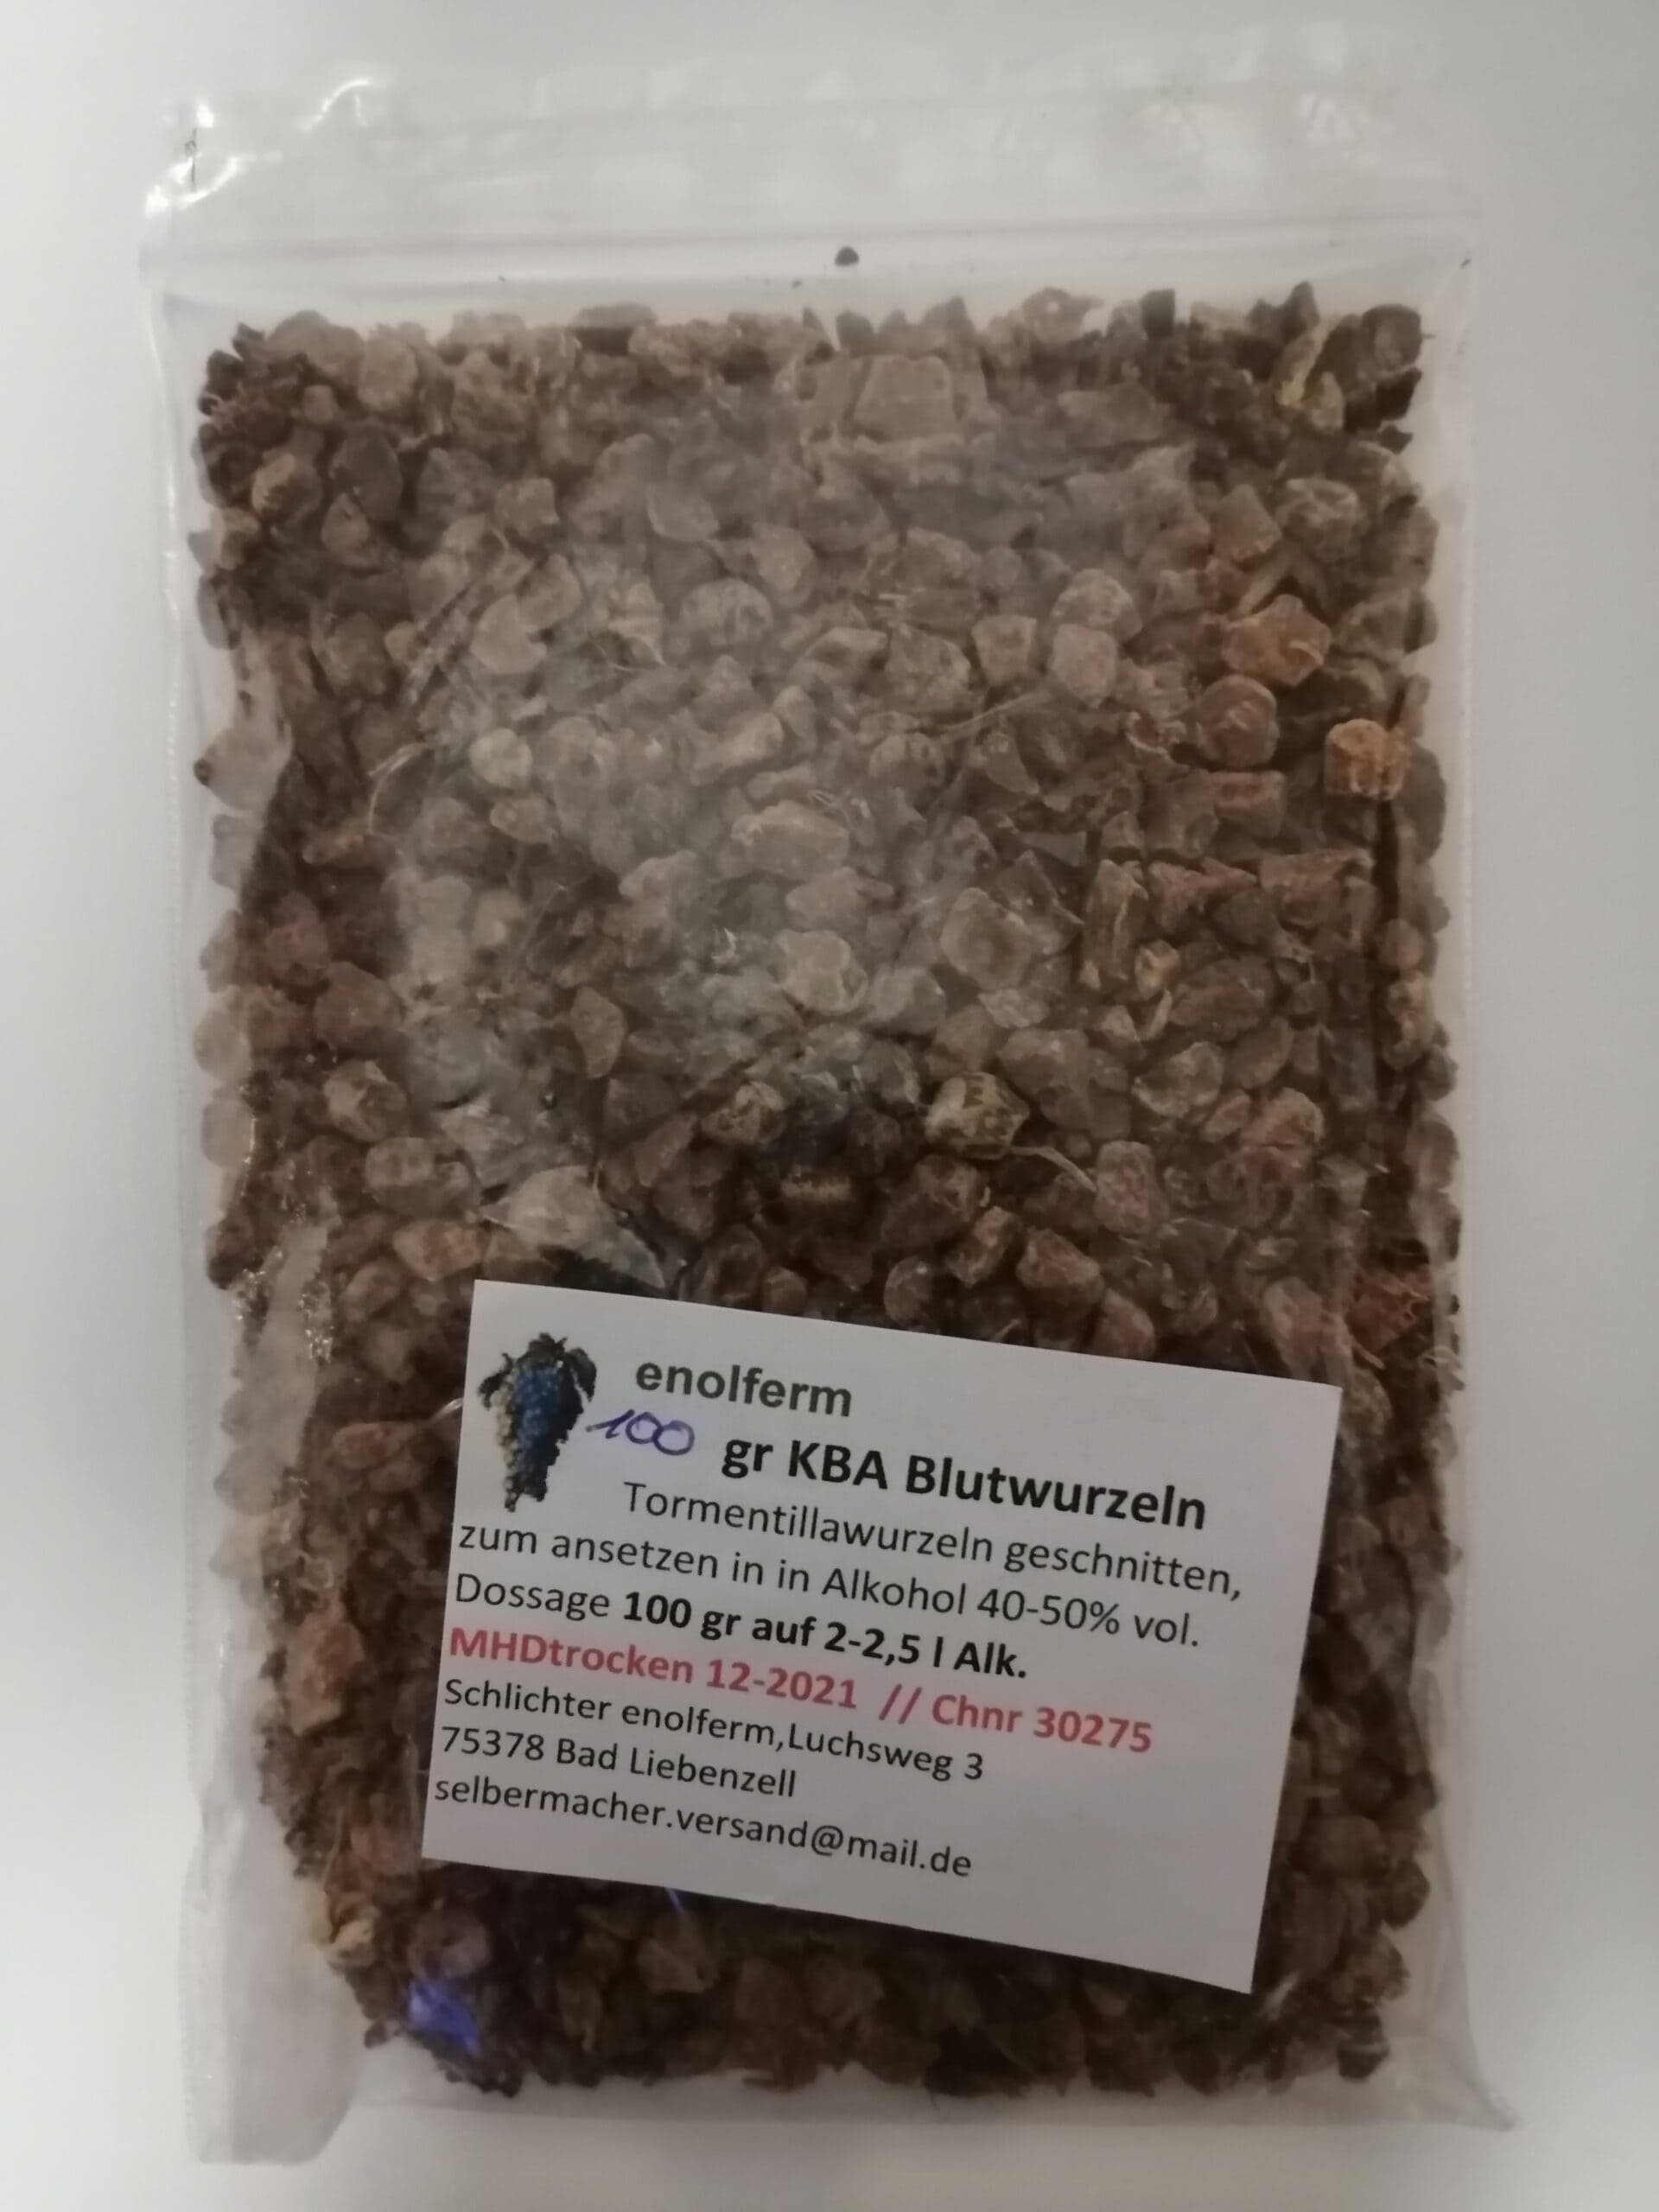 enolferm
100 gr KBA Blutwurzeln
Tormentillawurzeln geschnitten,
zum ansetzen in in Alkohol 40-50% vol.
Dossage 100 gr auf 2-2,5 l Alk.
MHDtrocken 12-2021 // Chnr 30275
Schlichter enolferm,Luchsweg 3
75378 Bad Liebenzell
selbermacher.versand@mail.de